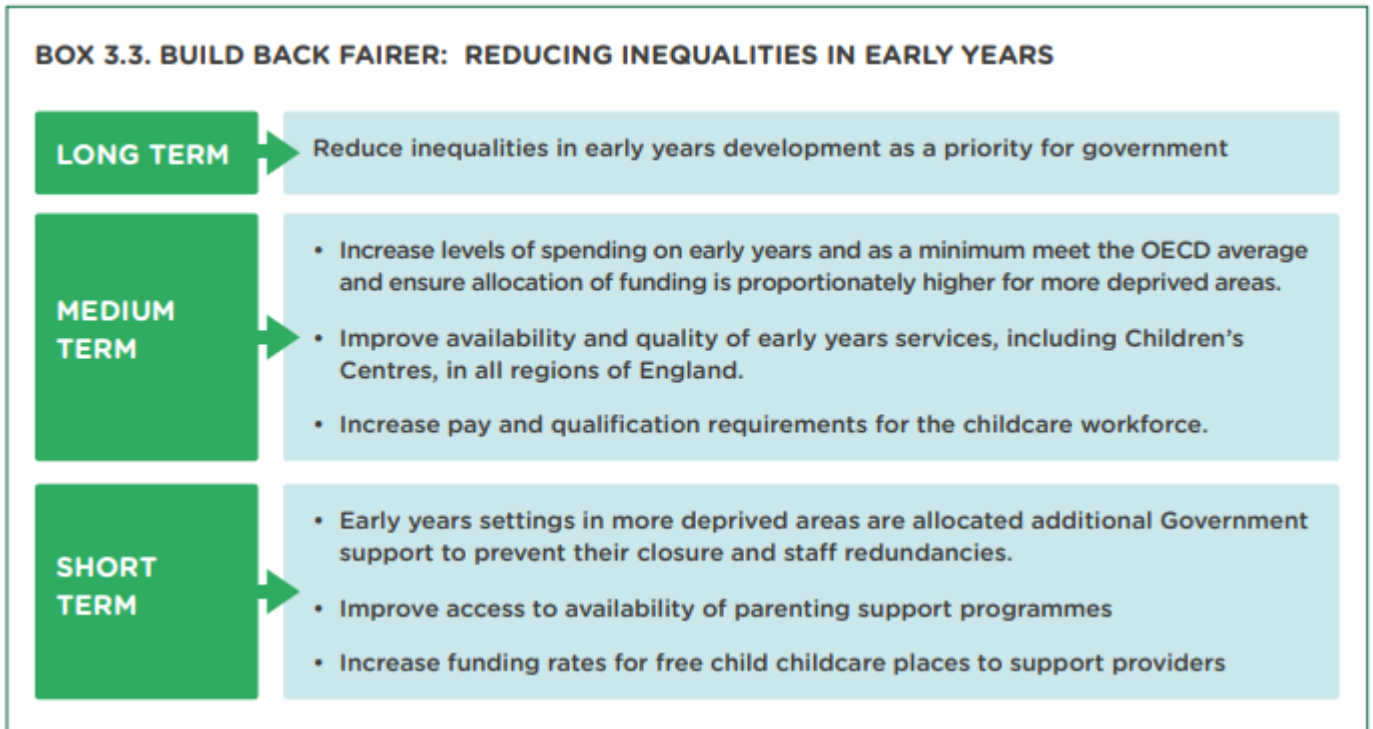 BOX 3.3. BUILD BACK FAIRER: REDUCING INEQUALITIES IN EARLY YEARS
LONG TERM
Reduce inequalities in early years development as a priority for government
MEDIUM
TERM
• Increase levels of spending on early years and as a minimum meet the OECD average
and ensure allocation of funding is proportionately higher for more deprived areas.
• Improve availability and quality of early years services, including Children's
Centres, in all regions of England.
• Increase pay and qualification requirements for the childcare workforce.
SHORT
TERM
• Early years settings in more deprived areas are allocated additional Government
support to prevent their closure and staff redundancies.
• Improve access to availability of parenting support programmes
• Increase funding rates for free child childcare places to support providers